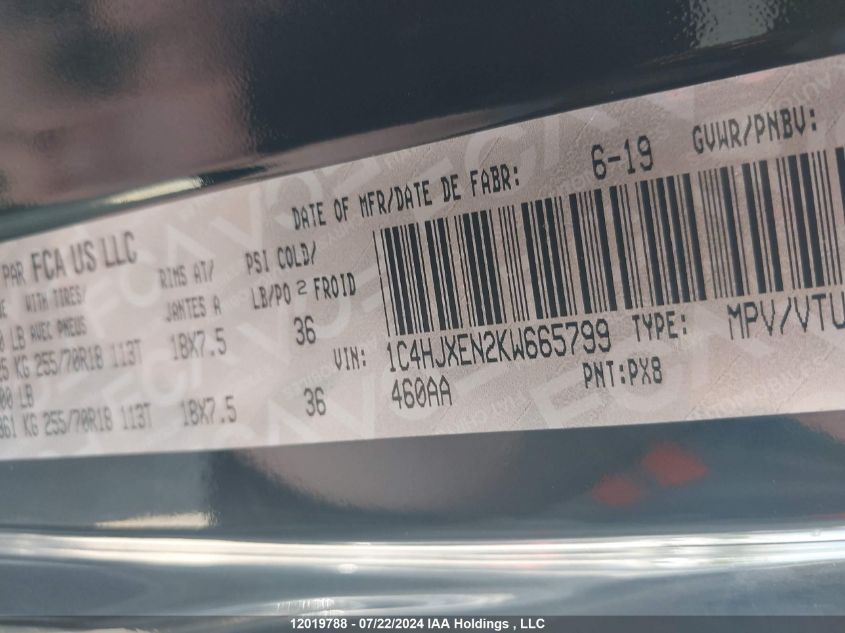 DATE OF MFR/DATE DE FABR: 6-19 GVWR/PNBV:
PAR FCA US LLC
WITH TIRES/ RIMS AT/ PSI COLD/
LB AVEC PNEUS JANTES A LB/PO 2 FROID
KG 255/70R18 113T 18X7.5 36
LB
361 KG 255/70R18 113T 18X7.5 36
VIN: 1C4HJXEN2KW665799 TYPE: MPV/VTU
460AA PNT:PX8
12019788 - 07/22/2024 IAA Holdings , LLC